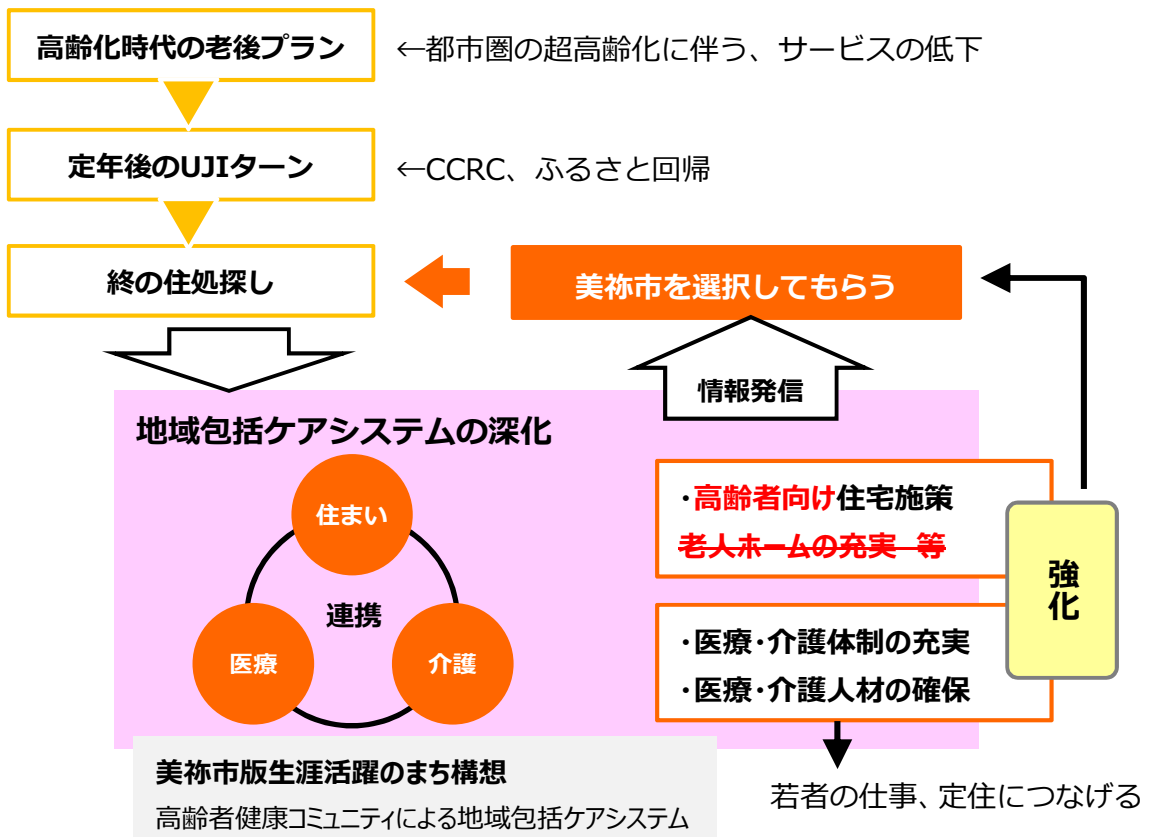 高齢化時代の老後プラン
←都市圏の超高齢化に伴う、サービスの低下
定年後のUJIターン
←CCRC、ふるさと回帰
終の住処探し
美祢市を選択してもらう
情報発信
地域包括ケアシステムの深化
住まい
連携
医療
介護
・高齢者向け住宅施策
老人ホームの充実 等
・医療・介護体制の充実
・医療・介護人材の確保
強化
美祢市版生涯活躍のまち構想
高齢者健康コミュニティによる地域包括ケアシステム
若者の仕事、定住につなげる